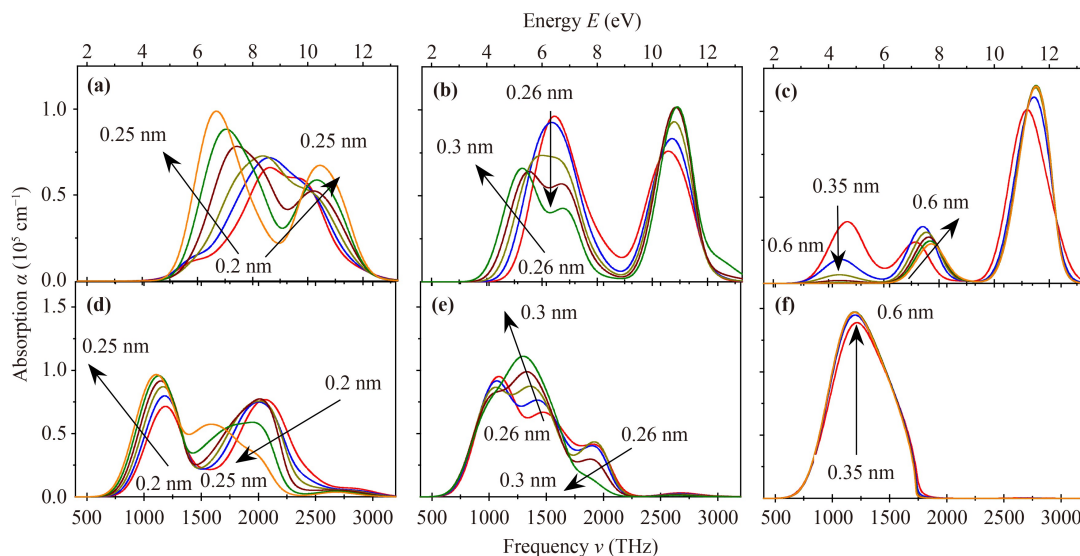 Energy E (eV)
2 4 6 8 10 12
2 4 6 8 10 12
2 4 6 8 10 12
Absorption α (10⁵ cm⁻¹)
(a)
1.0
0.5
0.0
0.25 nm
0.25 nm
0.2 nm
(b)
0.26 nm
0.3 nm
0.26 nm
(c)
0.35 nm
0.6 nm
0.6 nm
(d)
1.5
1.0
0.5
0.0
0.25 nm
0.2 nm
0.2 nm
0.25 nm
(e)
0.3 nm
0.26 nm
0.26 nm
0.3 nm
(f)
0.6 nm
0.35 nm
500 1000 1500 2000 2500 3000
500 1000 1500 2000 2500 3000
500 1000 1500 2000 2500 3000
Frequency ν (THz)